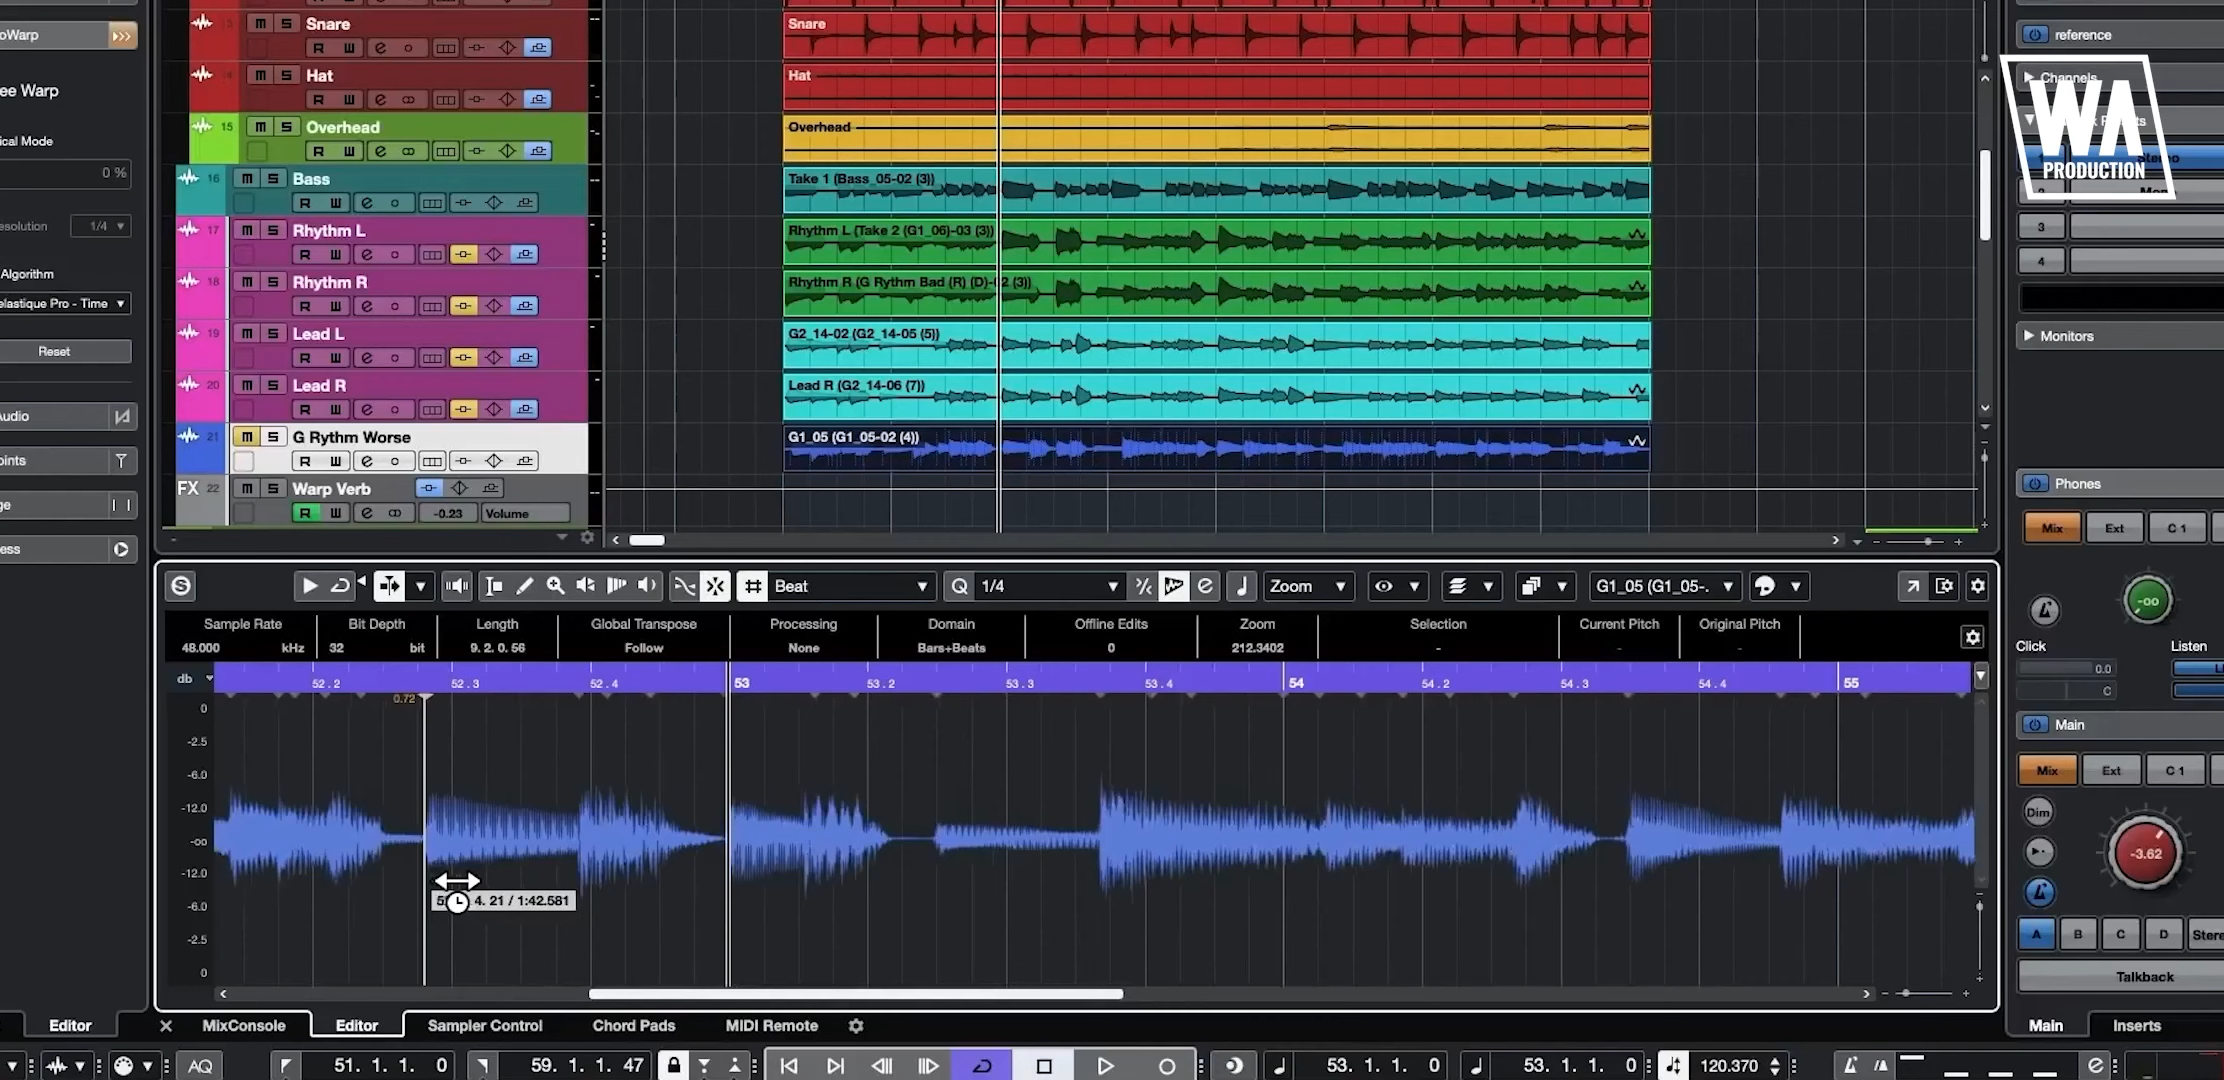 oWarp
ee Warp
ical Mode
0 %
esolution
1/4
Algorithm
elastique Pro - Time
Reset
Audio
oints
ge
ess
Editor
m S Snare
R W e
14 m S Hat
R W e
15 m S Overhead
R W e
16 m S Bass
R W e
17 m S Rhythm L
R W e
18 m S Rhythm R
R W e
19 m S Lead L
R W e
20 m S Lead R
R W e
21 m S G Rythm Worse
R W e
FX 22 m S Warp Verb
R W e -0.23 Volume
Snare
Hat
Overhead
Take 1 (Bass_05-02 (3))
Rhythm L (Take 2 (G1_06)-03 (3))
Rhythm R (G Rythm Bad (R) (D)-02 (3))
G2_14-02 (G2_14-05 (5))
Lead R (G2_14-06 (7))
G1_05 (G1_05-02 (4))
reference
Channels
WA
PRODUCTION
1 Stereo
2
3
4
Monitors
Phones
Mix Ext C 1
-oo
Click
Listen
0.0
C
Main
Mix Ext C 1
Dim
-3.62
A B C D Stere
Talkback
Main Inserts
Beat Q 1/4 e Zoom G1_05 (G1_05-.
Sample Rate Bit Depth Length Global Transpose Processing Domain Offline Edits Zoom Selection Current Pitch Original Pitch
48.000 kHz 32 bit 9. 2. 0. 56 Follow None Bars+Beats 0 212.3402 - - -
db 52.2 52.3 52.4 53 53.2 53.3 53.4 54 54.2 54.3 54.4 55
0.72
0
-2.5
-6.0
-12.0
-oo
-12.0
-6.0
-2.5
0
4. 21 / 1:42.581
MixConsole Editor Sampler Control Chord Pads MIDI Remote
AQ 51. 1. 1. 0 59. 1. 1. 47 53. 1. 1. 0 53. 1. 1. 0 120.370